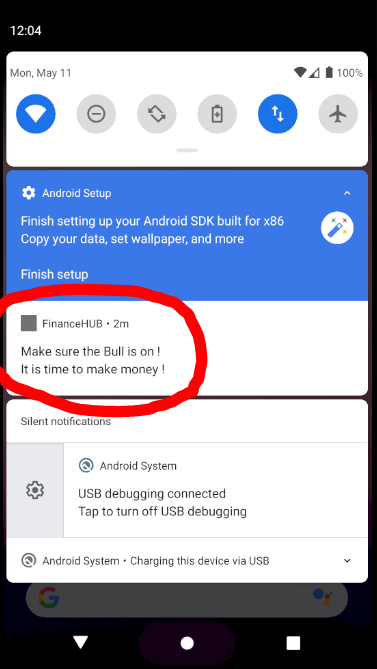 12:04
Mon, May 11
100%
Android Setup
Finish setting up your Android SDK built for x86
Copy your data, set wallpaper, and more
Finish setup
FinanceHUB • 2m
Make sure the Bull is on !
It is time to make money !
Silent notifications
Android System
USB debugging connected
Tap to turn off USB debugging
Android System • Charging this device via USB